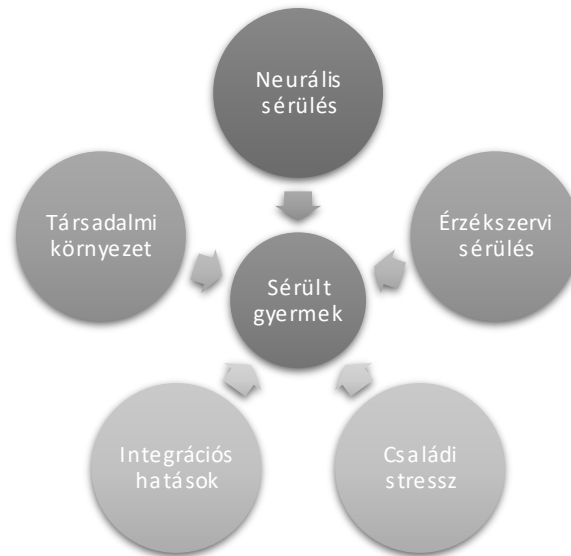 Neurális
sérülés
Társadalmi
környezet
Érzékszervi
sérülés
Sérült
gyermek
Integrációs
hatások
Családi
stressz